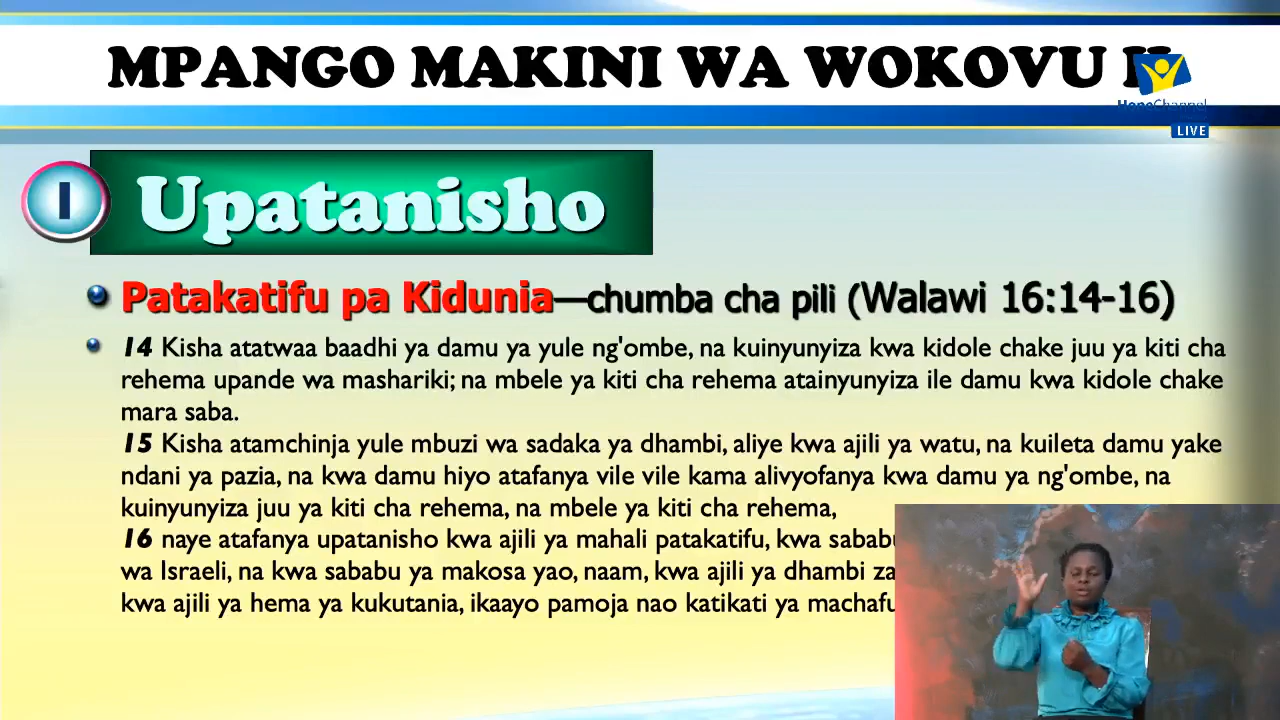 MPANGO MAKINI WA WOKOVU II
HopeChannel
LIVE
I Upatanisho
Patakatifu pa Kidunia—chumba cha pili (Walawi 16:14-16)
14 Kisha atatwaa baadhi ya damu ya yule ng'ombe, na kuinyunyiza kwa kidole chake juu ya kiti cha
rehema upande wa mashariki; na mbele ya kiti cha rehema atainyunyiza ile damu kwa kidole chake
mara saba.
15 Kisha atamchinja yule mbuzi wa sadaka ya dhambi, aliye kwa ajili ya watu, na kuileta damu yake
ndani ya pazia, na kwa damu hiyo atafanya vile vile kama alivyofanya kwa damu ya ng'ombe, na
kuinyunyiza juu ya kiti cha rehema, na mbele ya kiti cha rehema,
16 naye atafanya upatanisho kwa ajili ya mahali patakatifu, kwa
wa Israeli, na kwa sababu ya makosa yao, naam, kwa ajili ya dhambi
kwa ajili ya hema ya kukutania, ikaayo pamoja nao katikati ya